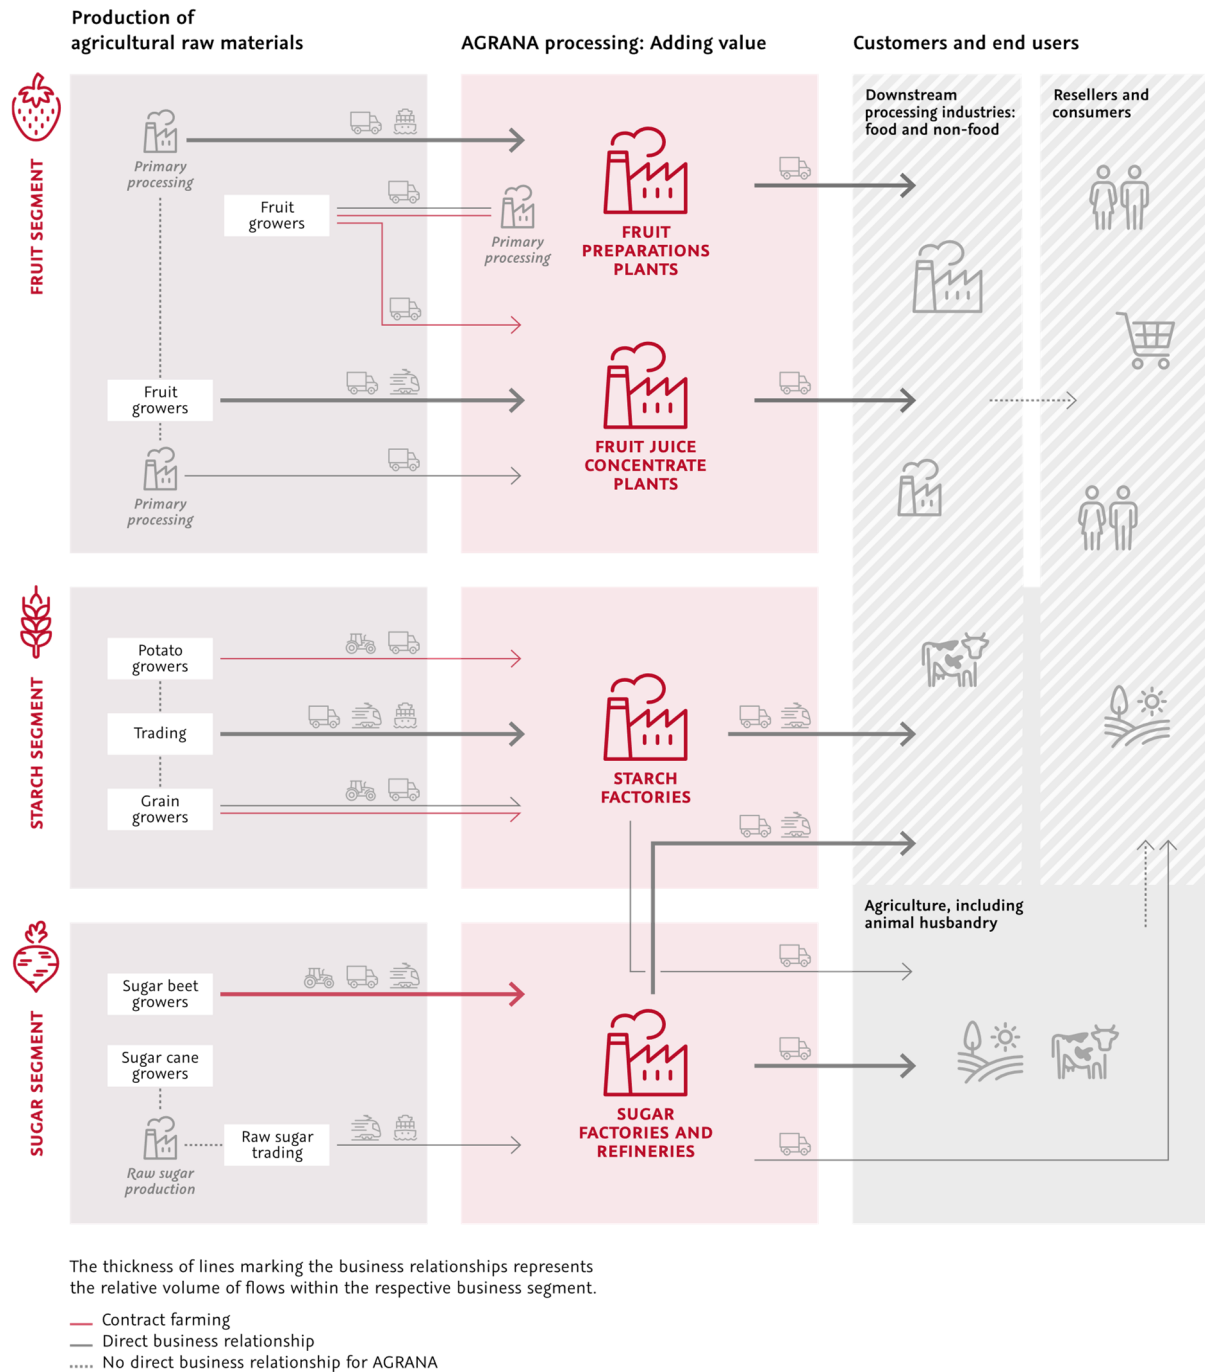 Production of
agricultural raw materials
AGRANA processing: Adding value
Customers and end users
FRUIT SEGMENT
Primary
processing
Fruit
growers
Primary
processing
FRUIT
PREPARATIONS
PLANTS
Downstream
processing industries:
food and non-food
Resellers and
consumers
Fruit
growers
Primary
processing
FRUIT JUICE
CONCENTRATE
PLANTS
STARCH SEGMENT
Potato
growers
Trading
Grain
growers
STARCH
FACTORIES
Agriculture, including
animal husbandry
SUGAR SEGMENT
Sugar beet
growers
Sugar cane
growers
Raw sugar
production
Raw sugar
trading
SUGAR
FACTORIES AND
REFINERIES
The thickness of lines marking the business relationships represents
the relative volume of flows within the respective business segment.
Contract farming
Direct business relationship
No direct business relationship for AGRANA